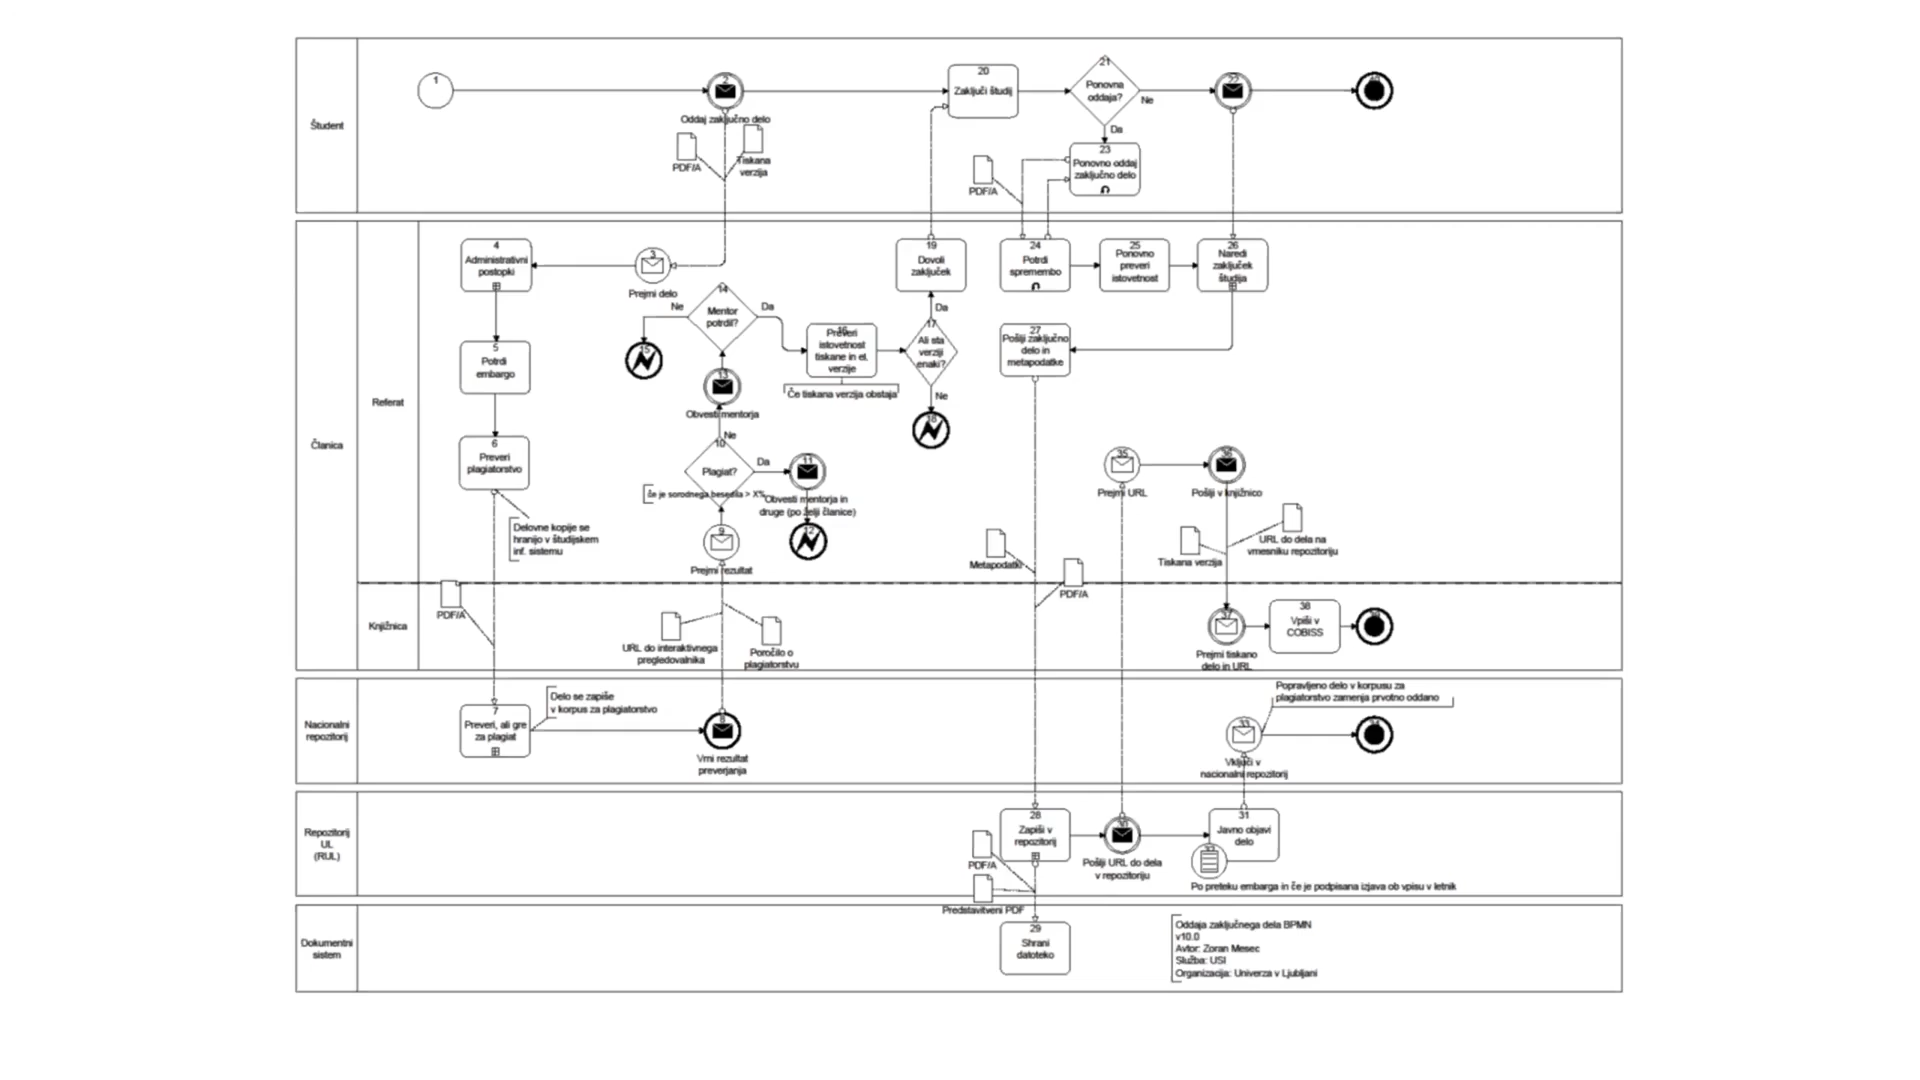 Študent
1
2
Oddaj zaključno delo
PDF/A
Tiskana
verzija
20
Zaključi študij
21
Ponovna
oddaja?
Ne
Da
22
23
Ponovno oddaj
zaključno delo
PDF/A
Članica
Referat
4
Administrativni
postopki
3
Prejmi delo
5
Potrdi
embargo
6
Preveri
plagiatorstvo
Delovne kopije se
hranijo v študijskem
inf. sistemu
14
Mentor
potrdil?
Ne
Da
15
13
Obvesti mentorja
Ne
10
Plagiat?
Da
če je sorodnega besedila > X%
11
Obvesti mentorja in
druge (po želji članice)
12
9
Prejmi rezultat
16
Preveri
istovetnost
tiskane in el.
verzije
Če tiskana verzija obstaja
17
Ali sta
verziji
enaki?
Da
Ne
18
19
Dovoli
zaključek
24
Potrdi
spremembo
25
Ponovno
preveri
istovetnost
26
Naredi
zaključek
študija
27
Pošlji zaključno
delo in
metapodatke
35
Prejmi URL
36
Pošlji v knjižnico
Tiskana verzija
URL do dela na
vmesniku repozitoriju
Metapodatki
PDF/A
Knjižnica
PDF/A
URL do interaktivnega
pregledovalnika
Poročilo o
plagiatorstvu
37
Prejmi tiskano
delo in URL
38
Vpiši v
COBISS
Nacionalni
repozitorij
7
Preveri, ali gre
za plagiat
Delo se zapiše
v korpus za plagiatorstvo
8
Vrni rezultat
preverjanja
Popravljeno delo v korpusu za
plagiatorstvo zamenja prvotno oddano
33
Vključi v
nacionalni repozitorij
Repozitorij
UL
(RUL)
28
Zapiši v
repozitorij
PDF/A
Predstavitveni PDF
30
Pošlji URL do dela
v repozitoriju
31
Javno objavi
delo
32
Po preteku embarga in če je podpisana izjava ob vpisu v letnik
Dokumentni
sistem
29
Shrani
datoteko
Oddaja zaključnega dela BPMN
v10.0
Avtor: Zoran Mesec
Služba: USI
Organizacija: Univerza v Ljubljani